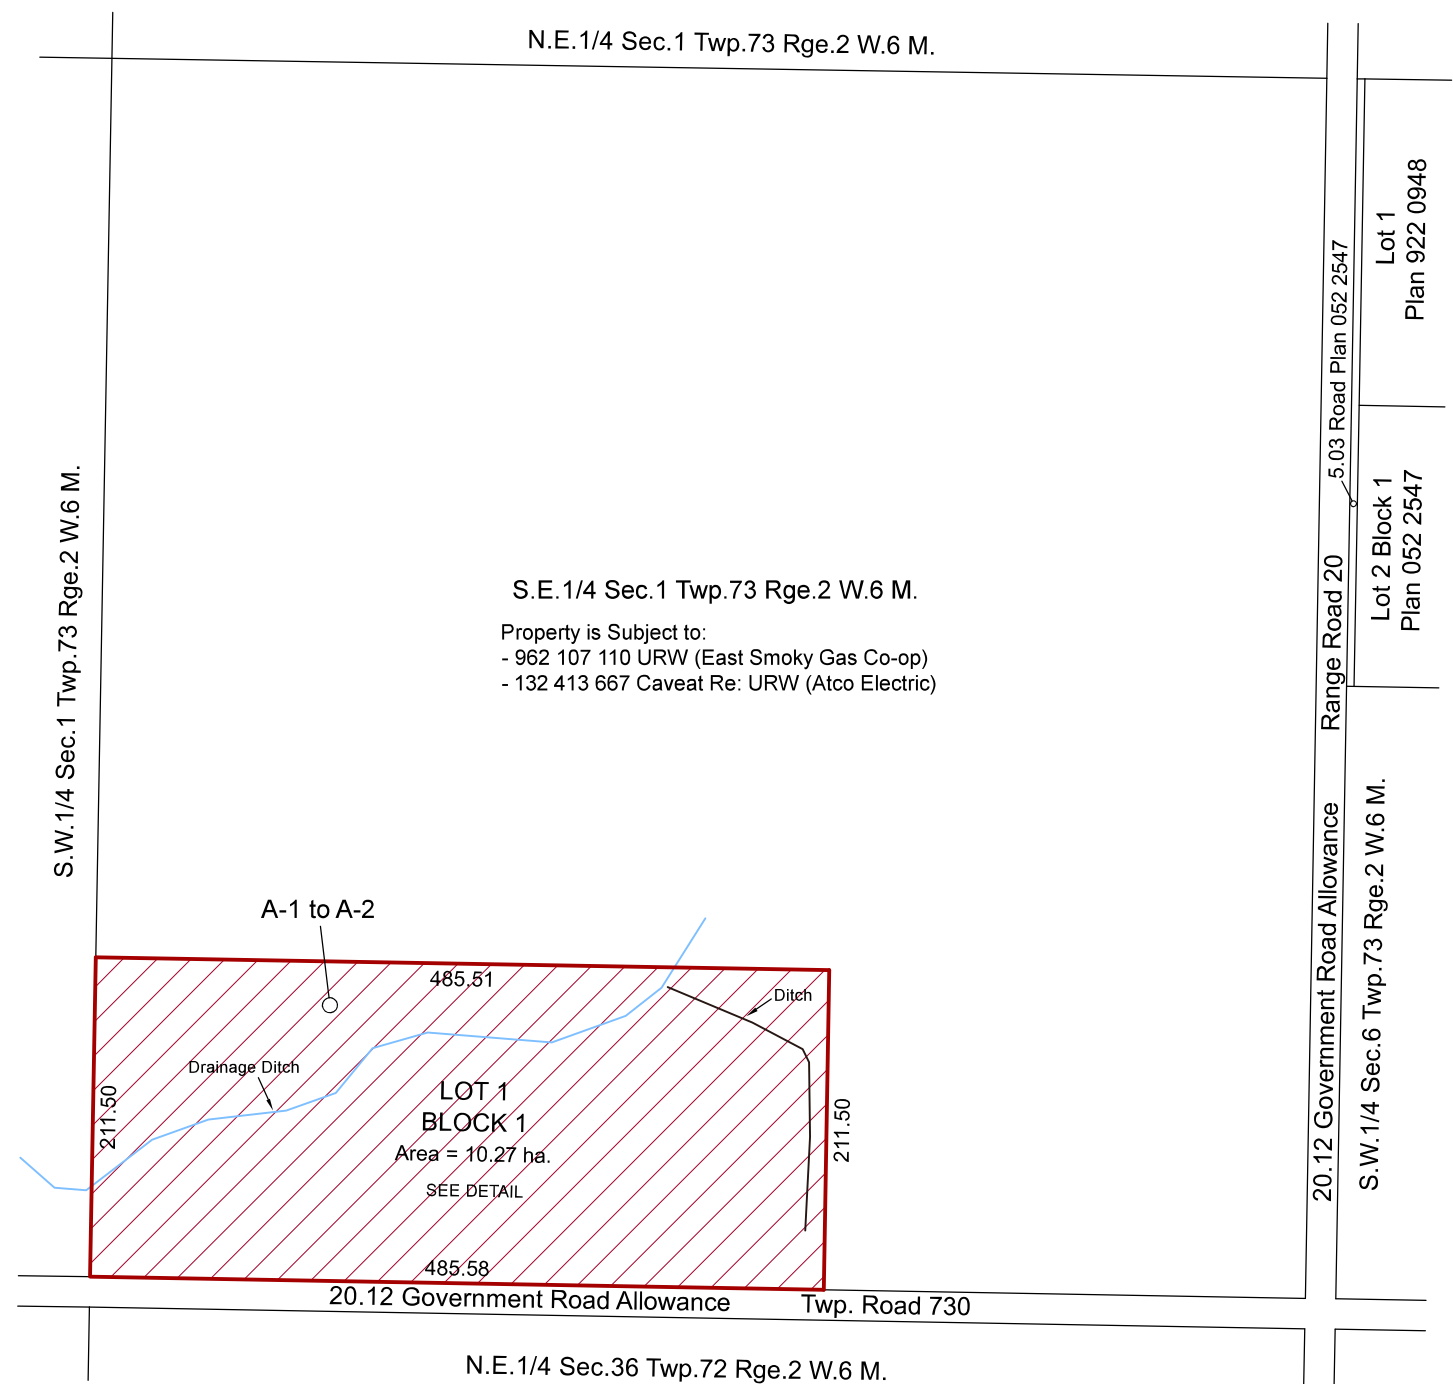 N.E.1/4 Sec.1 Twp.73 Rge.2 W.6 M.
Lot 1
Plan 922 0948
5.03 Road Plan 052 2547
Lot 2 Block 1
Plan 052 2547
S.W.1/4 Sec.1 Twp.73 Rge.2 W.6 M.
S.E.1/4 Sec.1 Twp.73 Rge.2 W.6 M.
Property is Subject to:
- 962 107 110 URW (East Smoky Gas Co-op)
- 132 413 667 Caveat Re: URW (Atco Electric)
Range Road 20
20.12 Government Road Allowance
S.W.1/4 Sec.6 Twp.73 Rge.2 W.6 M.
A-1 to A-2
485.51
Ditch
Drainage Ditch
LOT 1
BLOCK 1
Area = 10.27 ha.
SEE DETAIL
211.50
211.50
485.58
20.12 Government Road Allowance
Twp. Road 730
N.E.1/4 Sec.36 Twp.72 Rge.2 W.6 M.